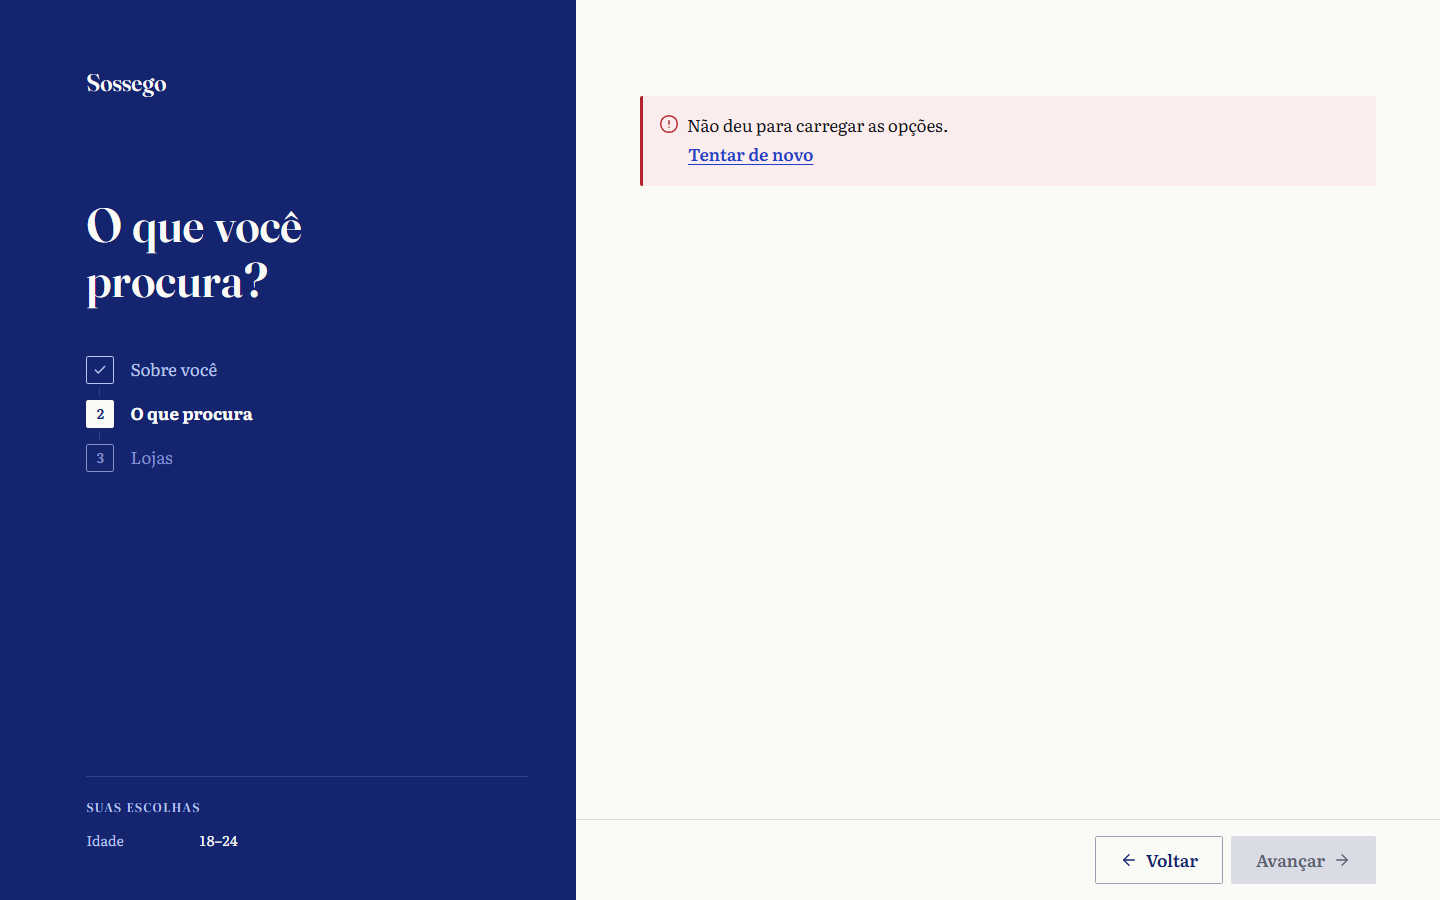 Sossego
O que você
procura?
Sobre você
2 O que procura
3 Lojas
SUAS ESCOLHAS
Idade 18–24
Não deu para carregar as opções.
Tentar de novo
Voltar
Avançar